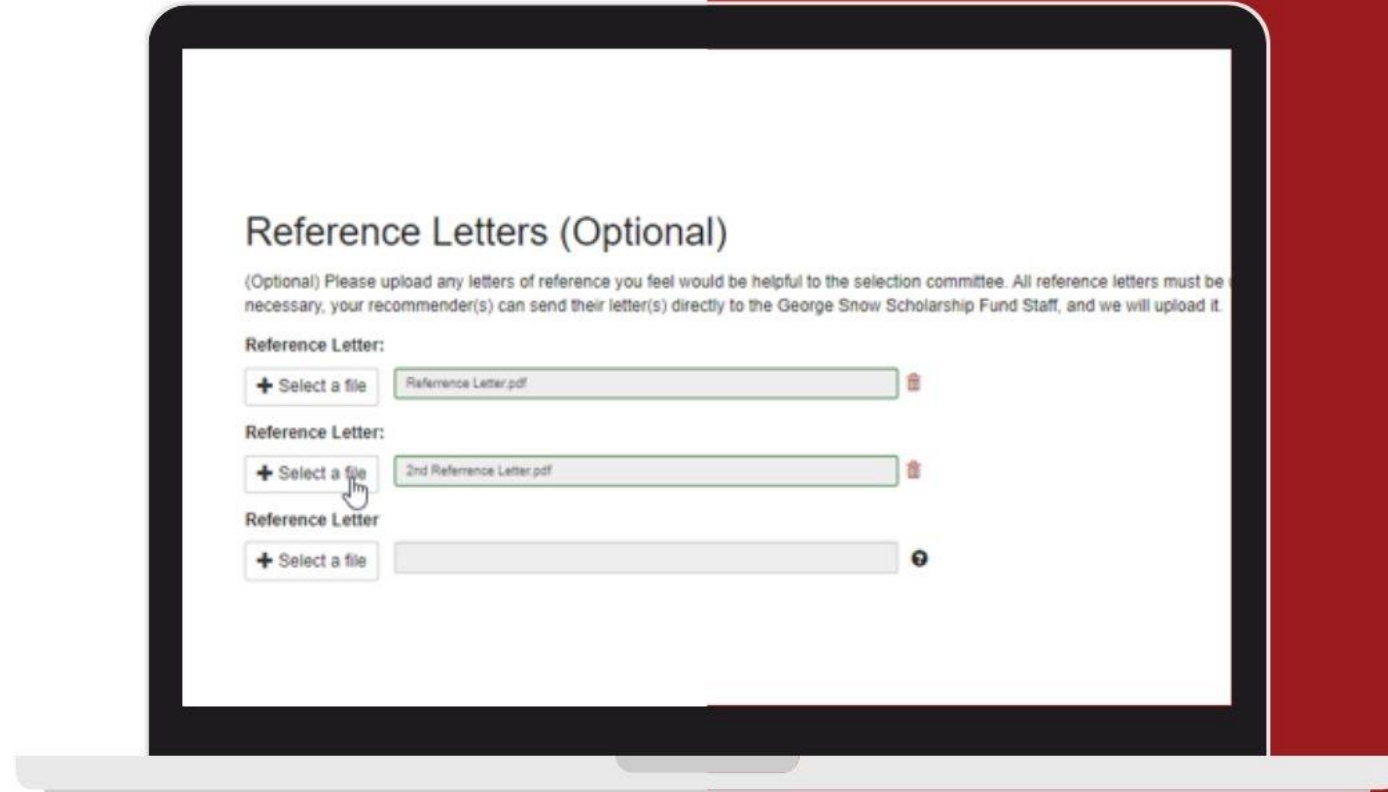 Reference Letters (Optional)
(Optional) Please upload any letters of reference you feel would be helpful to the selection committee. All reference letters must be
necessary, your recommender(s) can send their letter(s) directly to the George Snow Scholarship Fund Staff, and we will upload it.
Reference Letter:
+ Select a file Referrence Letter.pdf
Reference Letter:
+ Select a file 2nd Referrence Letter.pdf
Reference Letter
+ Select a file